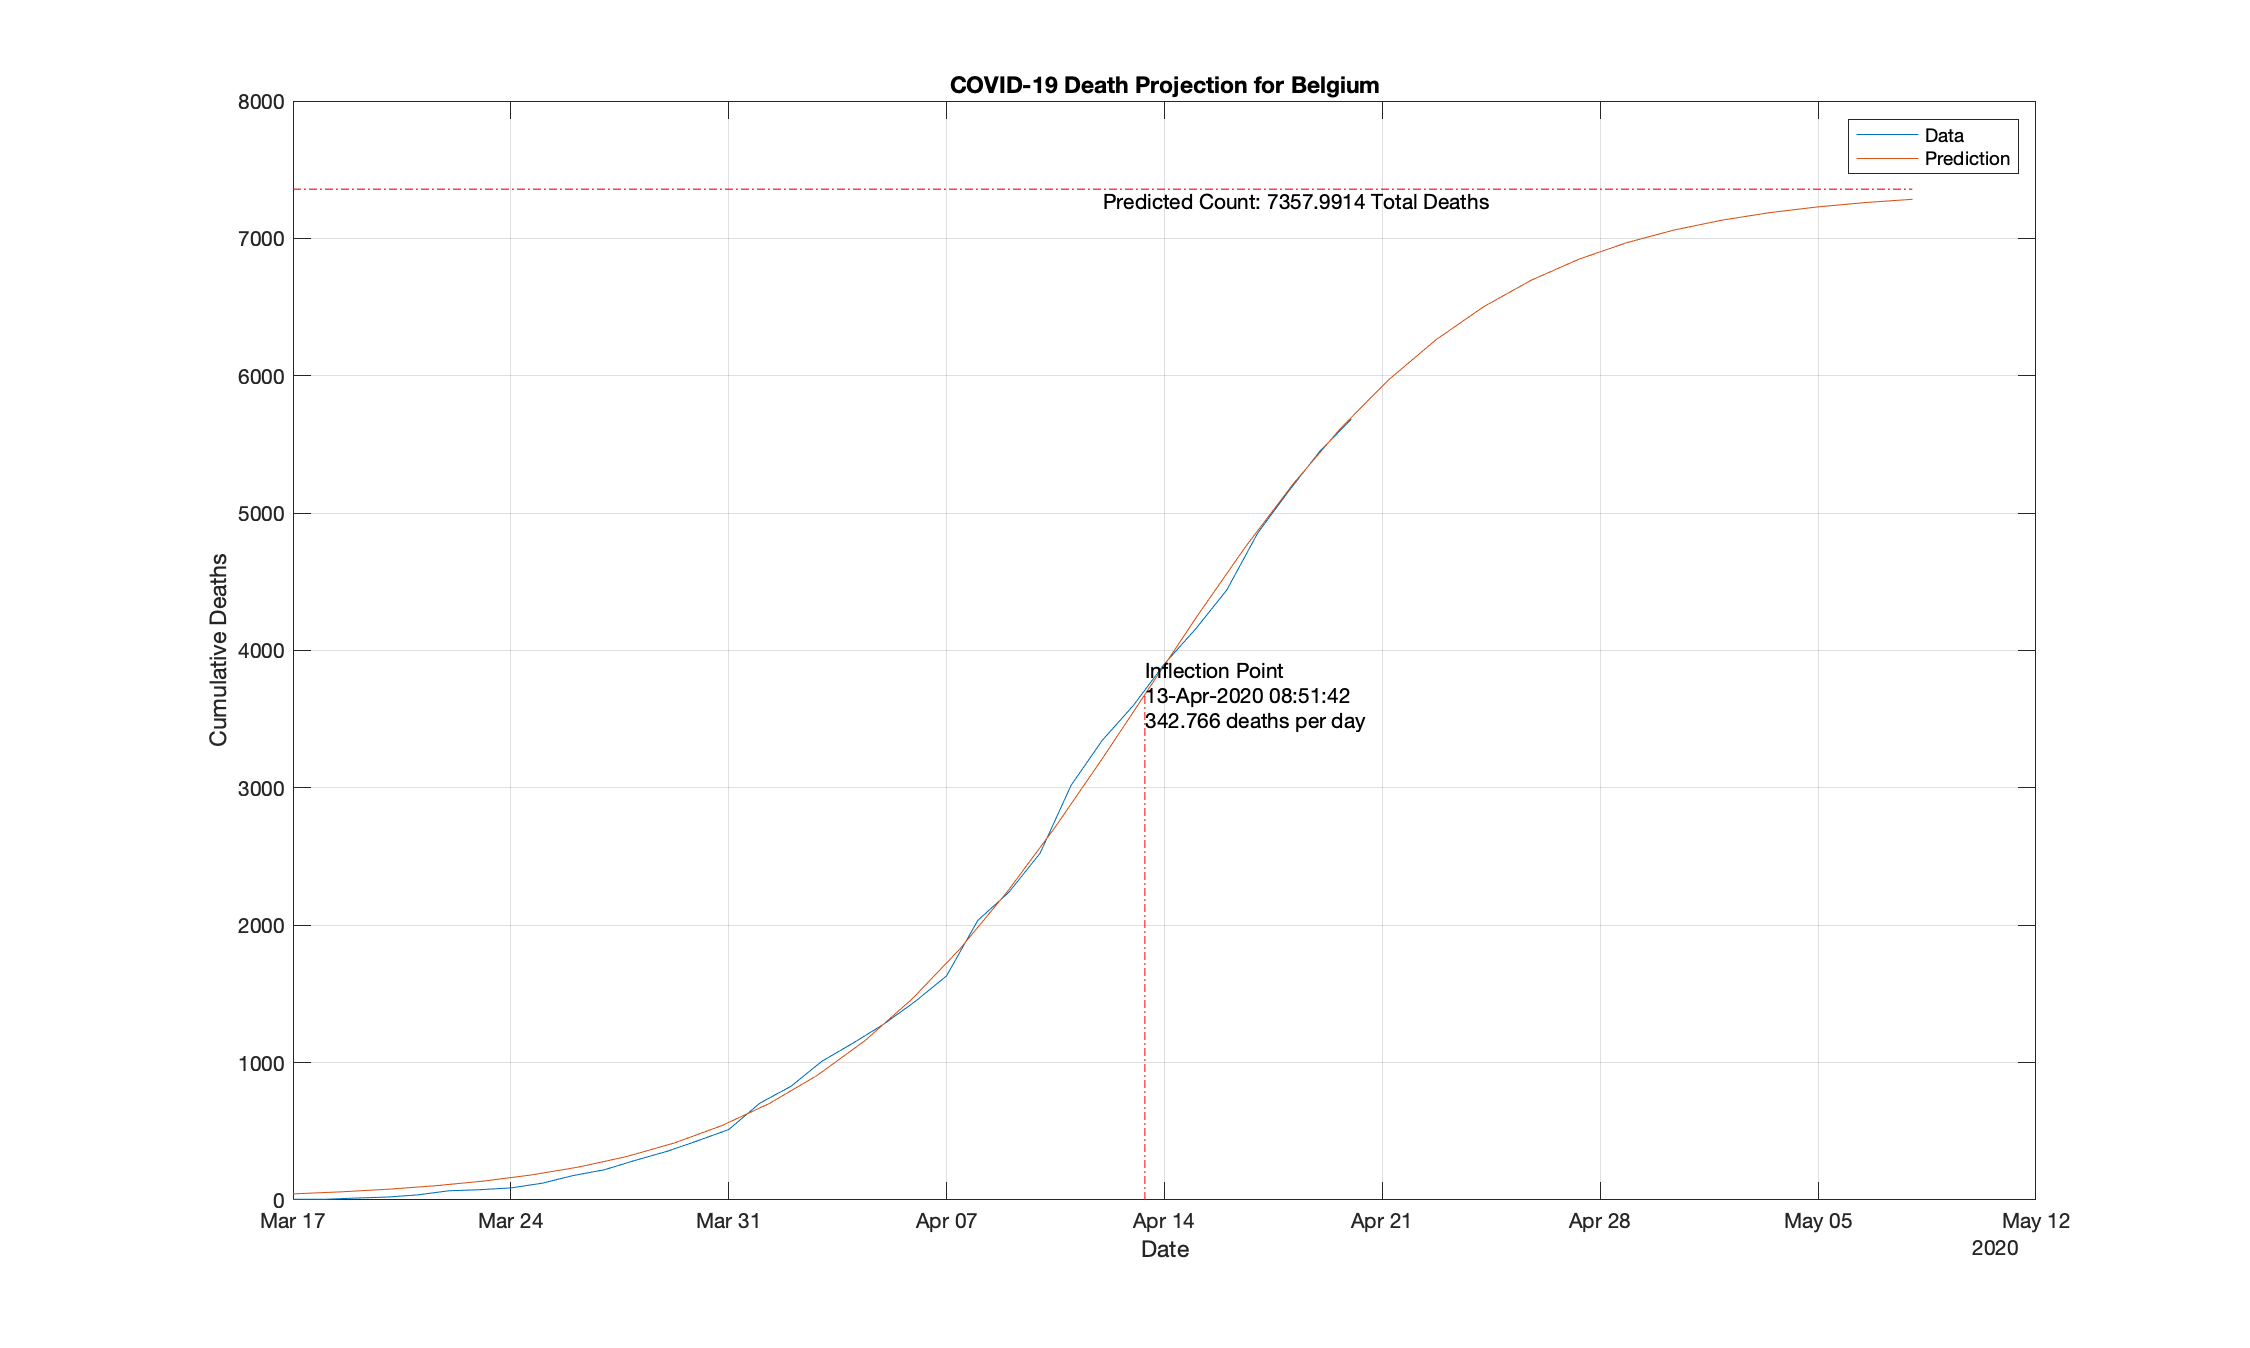 COVID-19 Death Projection for Belgium
8000
7000
6000
5000
4000
3000
2000
1000
0
Cumulative Deaths
Data
Prediction
Predicted Count: 7357.9914 Total Deaths
Inflection Point
13-Apr-2020 08:51:42
342.766 deaths per day
Mar 17 Mar 24 Mar 31 Apr 07 Apr 14 Apr 21 Apr 28 May 05 May 12
Date
2020